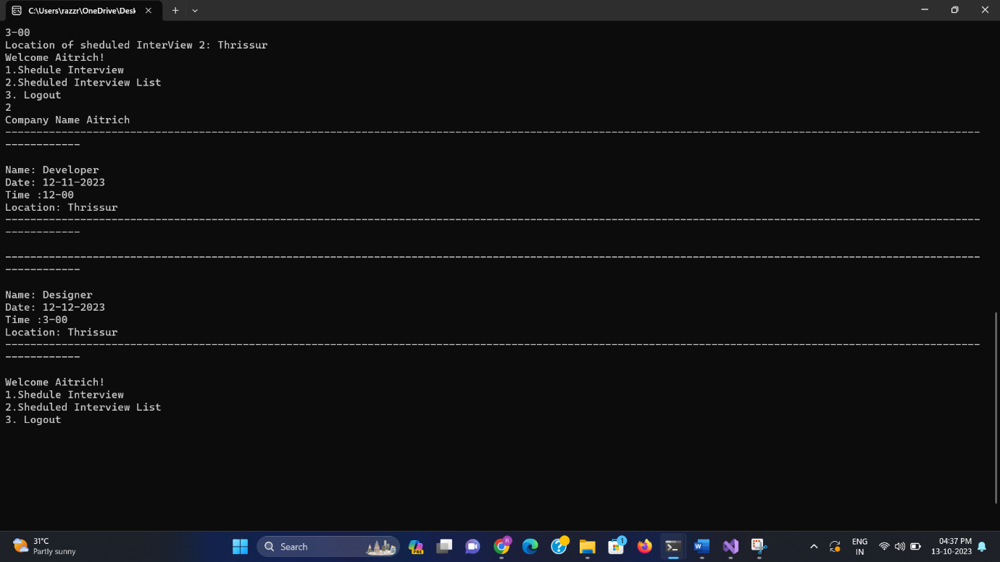 C:\Users\razzr\OneDrive\Desk
3-00
Location of sheduled InterView 2: Thrissur
Welcome Aitrich!
1.Shedule Interview
2.Sheduled Interview List
3. Logout
2
Company Name Aitrich
------------------------------------------------------------------------------------------------------------------------------------------------------------
------------
Name: Developer
Date: 12-11-2023
Time :12-00
Location: Thrissur
------------------------------------------------------------------------------------------------------------------------------------------------------------
------------
------------------------------------------------------------------------------------------------------------------------------------------------------------
------------
Name: Designer
Date: 12-12-2023
Time :3-00
Location: Thrissur
------------------------------------------------------------------------------------------------------------------------------------------------------------
------------
Welcome Aitrich!
1.Shedule Interview
2.Sheduled Interview List
3. Logout
31°C
Partly sunny
Search
PRE
R
1
ENG
IN
04:37 PM
13-10-2023